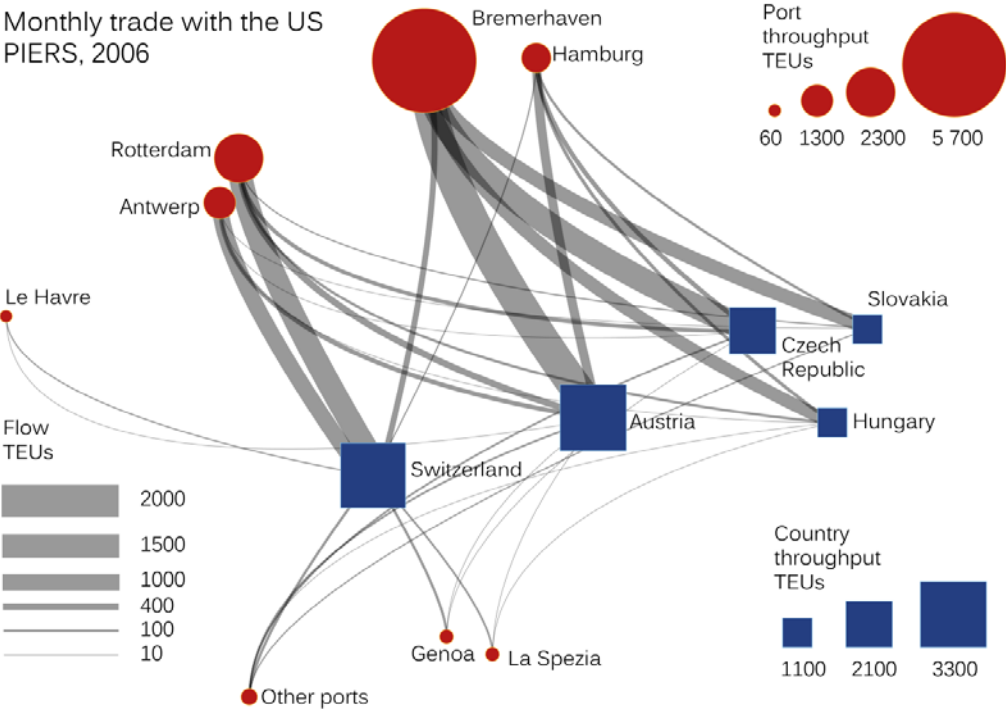 Monthly trade with the US
PIERS, 2006
Bremerhaven
Hamburg
Port
throughput
TEUs
60 1300 2300 5 700
Rotterdam
Antwerp
Le Havre
Slovakia
Czech
Republic
Austria
Hungary
Switzerland
Flow
TEUs
2000
1500
1000
400
100
10
Country
throughput
TEUs
1100 2100 3300
Genoa
La Spezia
Other ports